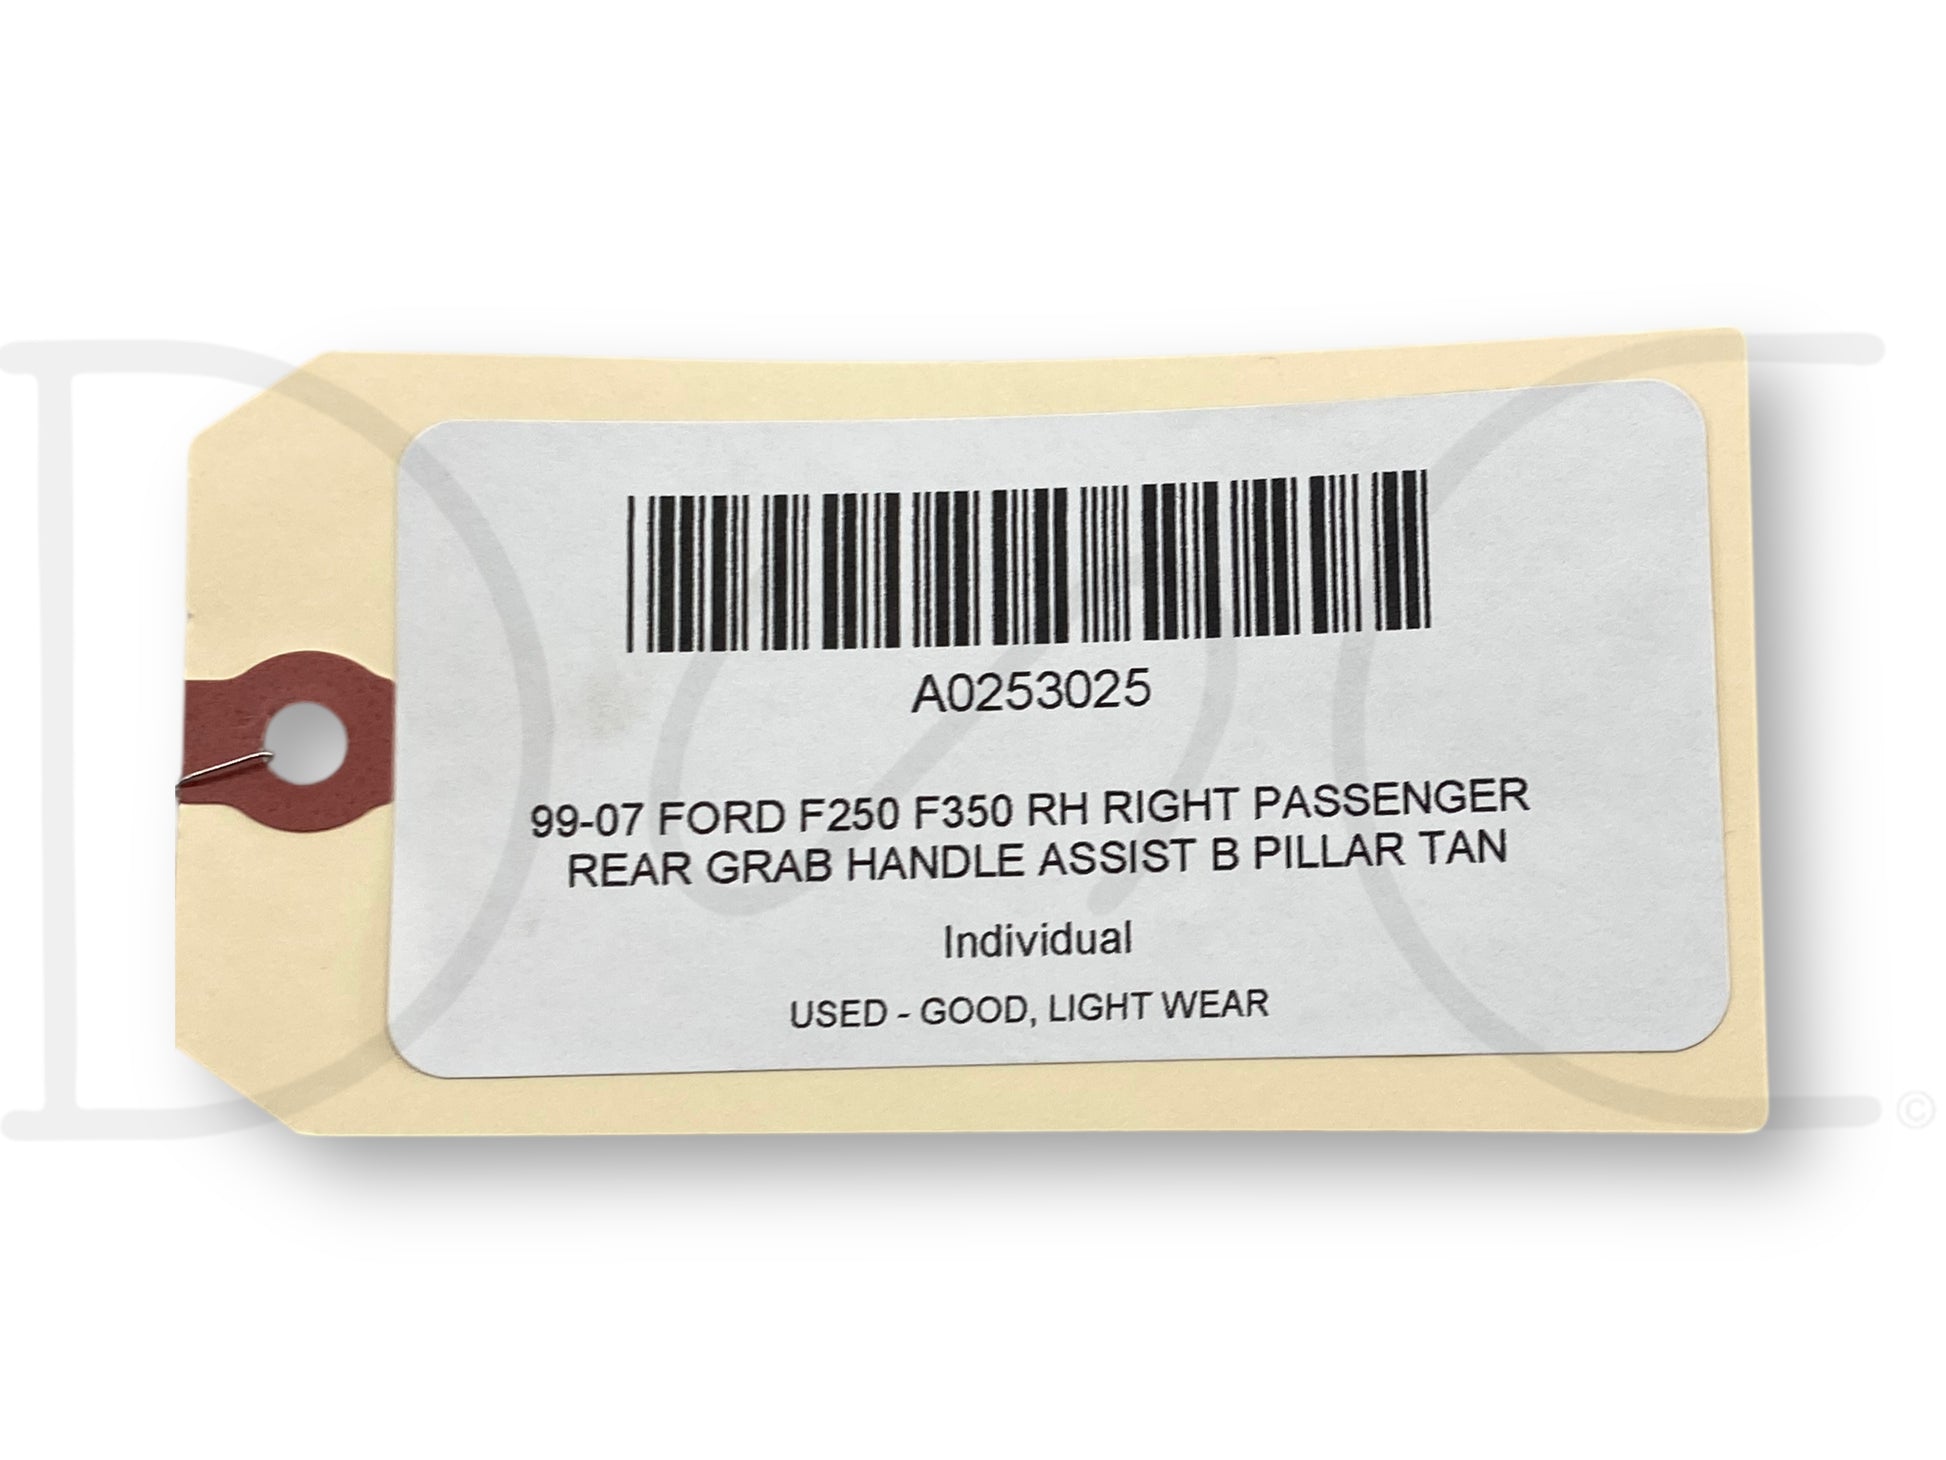 A0253025
99-07 FORD F250 F350 RH RIGHT PASSENGER
REAR GRAB HANDLE ASSIST B PILLAR TAN
Individual
USED - GOOD, LIGHT WEAR
©